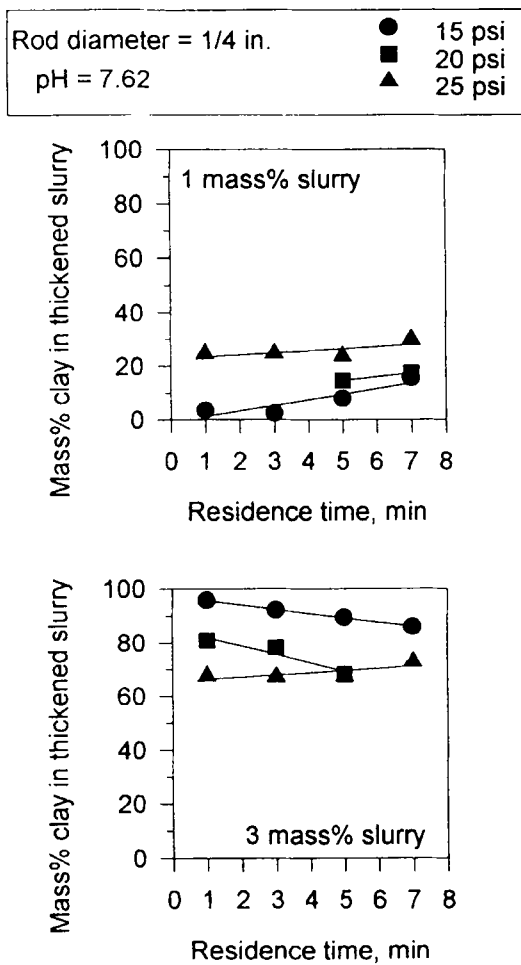 Rod diameter = 1/4 in.
pH = 7.62
15 psi
20 psi
25 psi
Mass% clay in thickened slurry
100
80
60
40
20
0
1 mass% slurry
0 1 2 3 4 5 6 7 8
Residence time, min
Mass% clay in thickened slurry
100
80
60
40
20
0
3 mass% slurry
0 1 2 3 4 5 6 7 8
Residence time, min